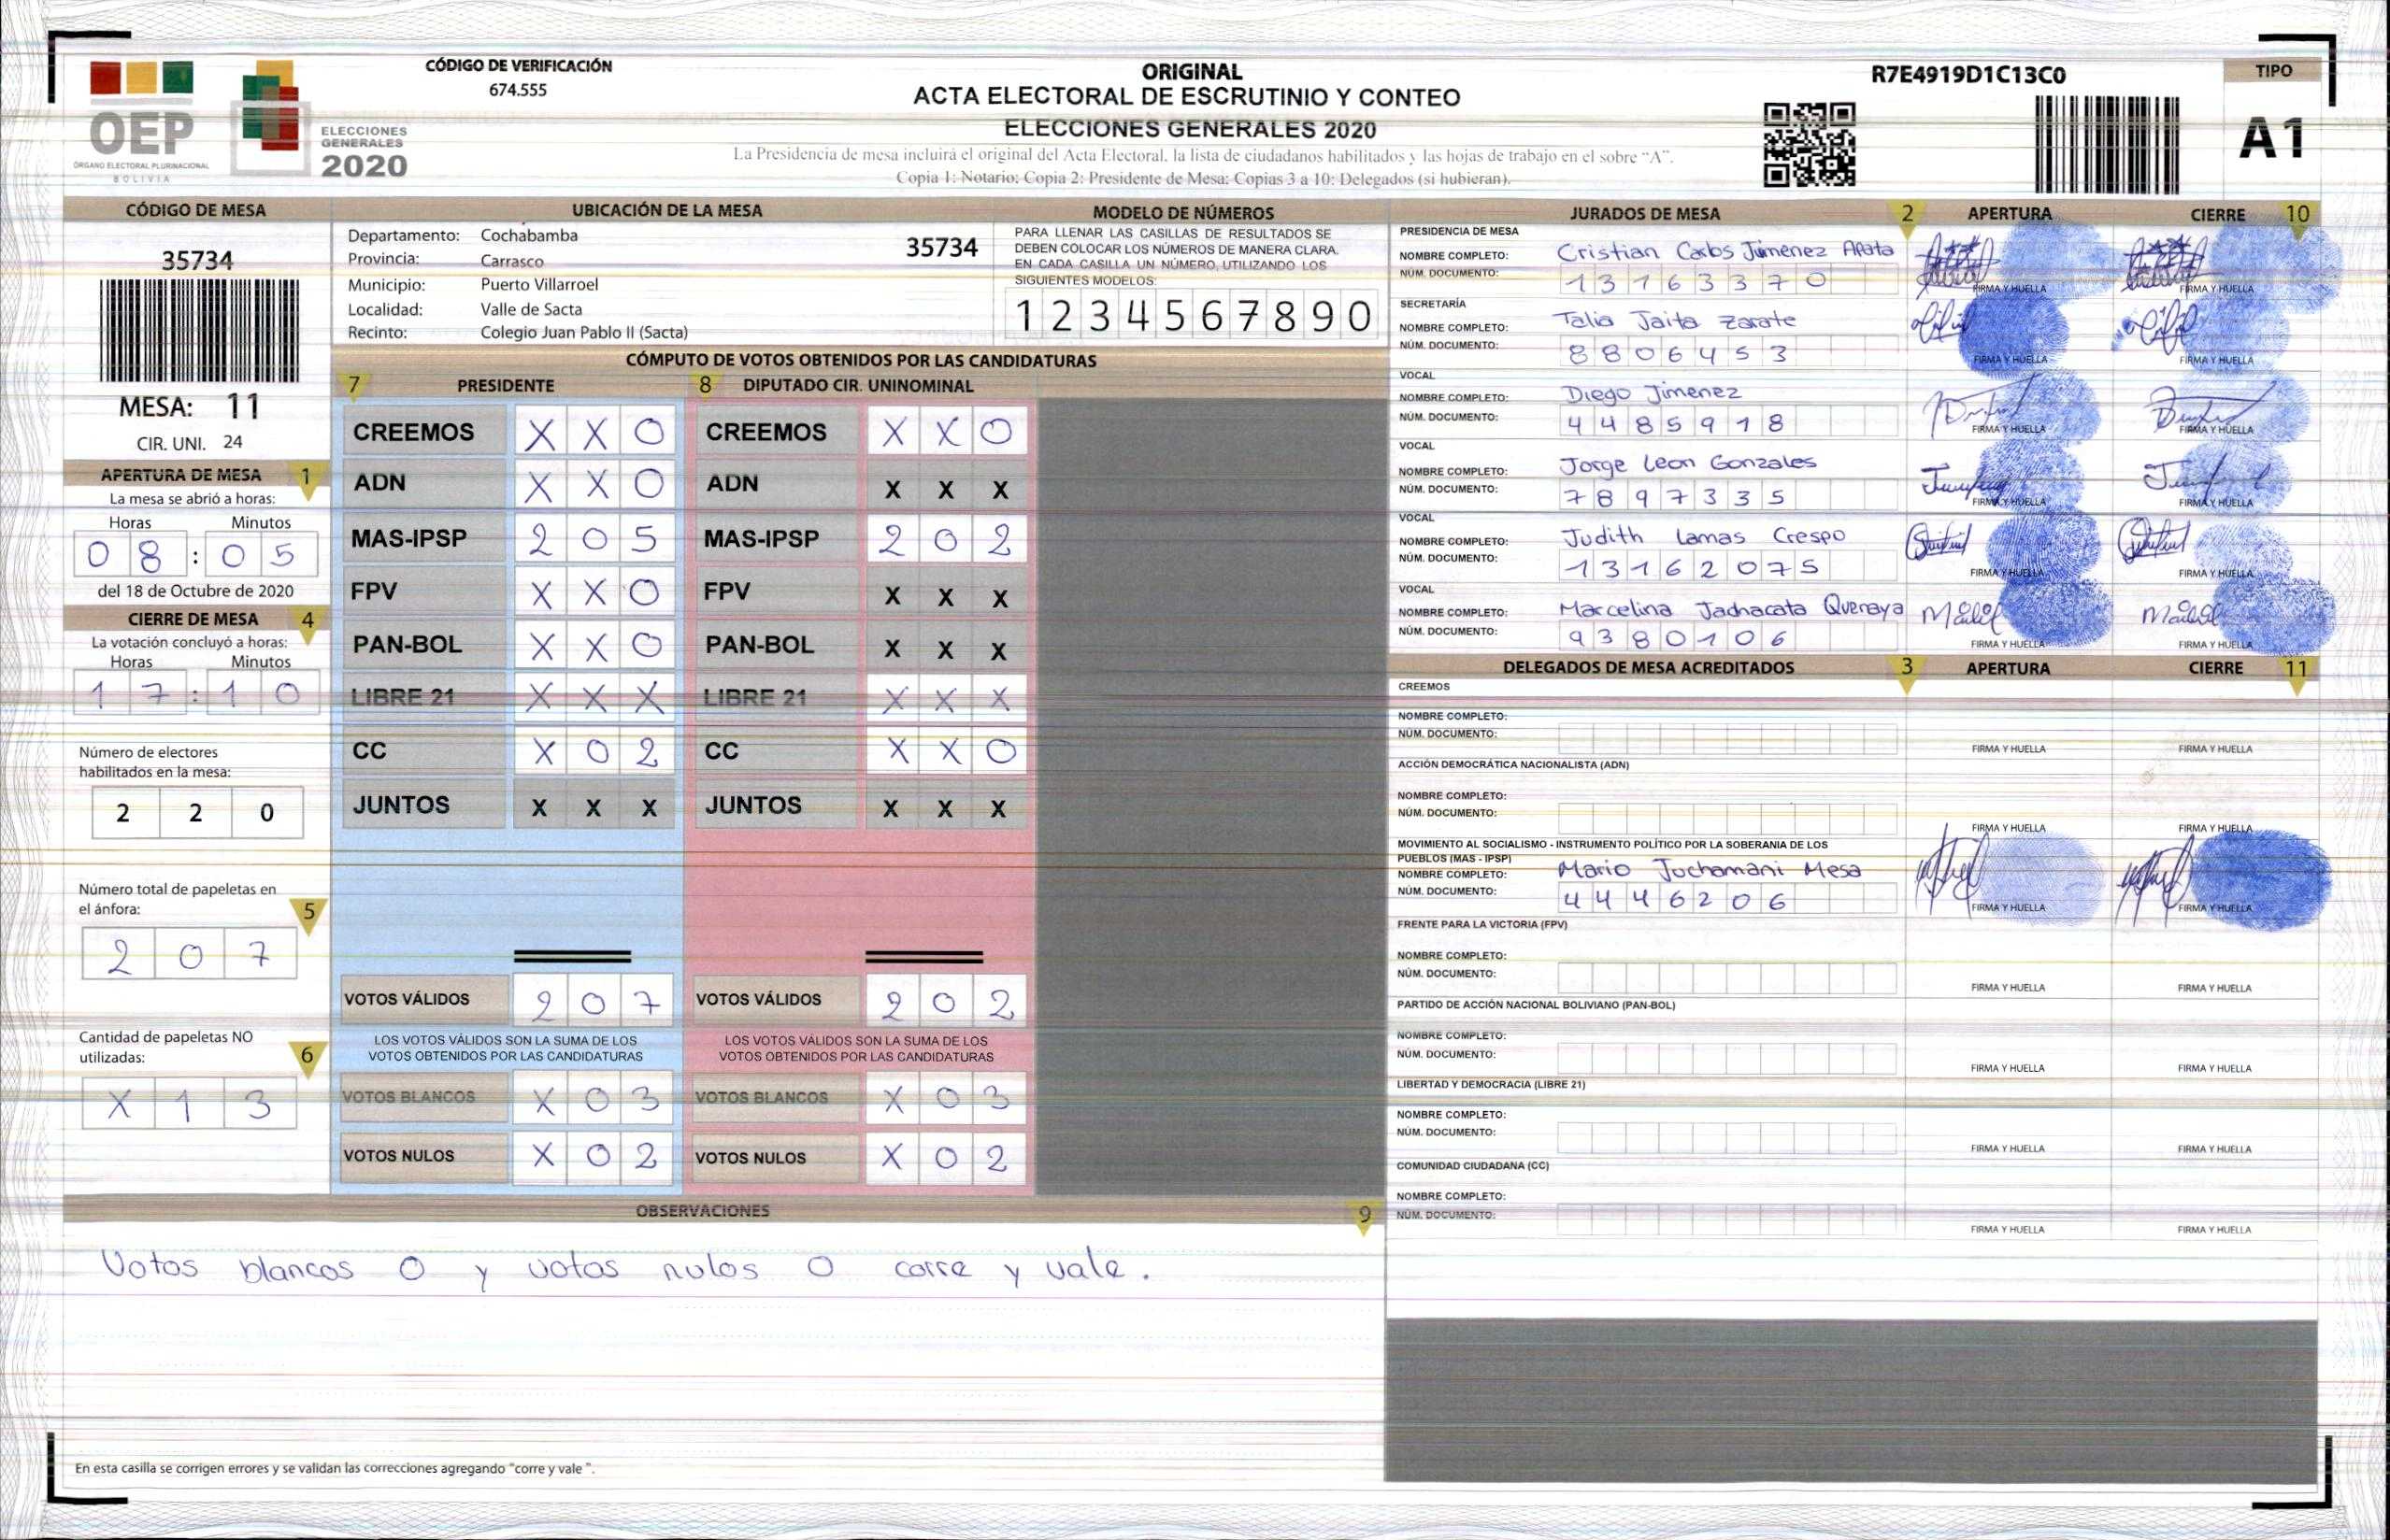 CÓDIGO DE VERIFICACIÓN
674.555
OEP
ÓRGANO ELECTORAL PLURINACIONAL
BOLIVIA
ELECCIONES
GENERALES
2020
ORIGINAL
ACTA ELECTORAL DE ESCRUTINIO Y CONTEO
ELECCIONES GENERALES 2020
La Presidencia de mesa incluirá el original del Acta Electoral, la lista de ciudadanos habilitados y las hojas de trabajo en el sobre "A".
Copia 1: Notario; Copia 2: Presidente de Mesa; Copias 3 a 10: Delegados (si hubieran).
R7E4919D1C13C0
TIPO
A1
CÓDIGO DE MESA
35734
MESA: 11
CIR. UNI. 24
APERTURA DE MESA 1
La mesa se abrió a horas:
Horas Minutos
0 8 : 0 5
del 18 de Octubre de 2020
CIERRE DE MESA 4
La votación concluyó a horas:
Horas Minutos
1 7 : 1 0
Número de electores
habilitados en la mesa:
2 2 0
Número total de papeletas en
el ánfora: 5
2 0 7
Cantidad de papeletas NO
utilizadas: 6
X 1 3
UBICACIÓN DE LA MESA
Departamento: Cochabamba
Provincia: Carrasco
Municipio: Puerto Villarroel
Localidad: Valle de Sacta
Recinto: Colegio Juan Pablo II (Sacta)
35734
MODELO DE NÚMEROS
PARA LLENAR LAS CASILLAS DE RESULTADOS SE
DEBEN COLOCAR LOS NÚMEROS DE MANERA CLARA.
EN CADA CASILLA UN NÚMERO, UTILIZANDO LOS
SIGUIENTES MODELOS:
1 2 3 4 5 6 7 8 9 0
CÓMPUTO DE VOTOS OBTENIDOS POR LAS CANDIDATURAS
7 PRESIDENTE 8 DIPUTADO CIR. UNINOMINAL
CREEMOS X X 0 CREEMOS X X 0
ADN X X 0 ADN X X X
MAS-IPSP 2 0 5 MAS-IPSP 2 0 2
FPV X X 0 FPV X X X
PAN-BOL X X 0 PAN-BOL X X X
LIBRE 21 X X X LIBRE 21 X X X
CC X 0 2 CC X X 0
JUNTOS X X X JUNTOS X X X
VOTOS VÁLIDOS 2 0 7 VOTOS VÁLIDOS 2 0 2
LOS VOTOS VÁLIDOS SON LA SUMA DE LOS LOS VOTOS VÁLIDOS SON LA SUMA DE LOS
VOTOS OBTENIDOS POR LAS CANDIDATURAS VOTOS OBTENIDOS POR LAS CANDIDATURAS
VOTOS BLANCOS X 0 3 VOTOS BLANCOS X 0 3
VOTOS NULOS X 0 2 VOTOS NULOS X 0 2
OBSERVACIONES 9
Votos blancos 0 y votos nulos 0 corre y vale.
En esta casilla se corrigen errores y se validan las correcciones agregando "corre y vale ".
JURADOS DE MESA 2 APERTURA CIERRE 10
PRESIDENCIA DE MESA
NOMBRE COMPLETO: Cristian Carlos Jimenez Apata
NÚM. DOCUMENTO: 13163370
FIRMA Y HUELLA FIRMA Y HUELLA
SECRETARÍA
NOMBRE COMPLETO: Talia Jaita Zarate
NÚM. DOCUMENTO: 8806453
FIRMA Y HUELLA FIRMA Y HUELLA
VOCAL
NOMBRE COMPLETO: Diego Jimenez
NÚM. DOCUMENTO: 4485918
FIRMA Y HUELLA FIRMA Y HUELLA
VOCAL
NOMBRE COMPLETO: Jorge Leon Gonzales
NÚM. DOCUMENTO: 7897335
FIRMA Y HUELLA FIRMA Y HUELLA
VOCAL
NOMBRE COMPLETO: Judith Lamas Crespo
NÚM. DOCUMENTO: 13162075
FIRMA Y HUELLA FIRMA Y HUELLA
VOCAL
NOMBRE COMPLETO: Marcelina Jadnacata Quenaya
NÚM. DOCUMENTO: 9380106
FIRMA Y HUELLA FIRMA Y HUELLA
DELEGADOS DE MESA ACREDITADOS 3 APERTURA CIERRE 11
CREEMOS
NOMBRE COMPLETO:
NÚM. DOCUMENTO:
FIRMA Y HUELLA FIRMA Y HUELLA
ACCIÓN DEMOCRÁTICA NACIONALISTA (ADN)
NOMBRE COMPLETO:
NÚM. DOCUMENTO:
FIRMA Y HUELLA FIRMA Y HUELLA
MOVIMIENTO AL SOCIALISMO - INSTRUMENTO POLÍTICO POR LA SOBERANIA DE LOS
PUEBLOS (MAS - IPSP)
NOMBRE COMPLETO: Mario Juchamani Mesa
NÚM. DOCUMENTO: 4446206
FIRMA Y HUELLA FIRMA Y HUELLA
FRENTE PARA LA VICTORIA (FPV)
NOMBRE COMPLETO:
NÚM. DOCUMENTO:
FIRMA Y HUELLA FIRMA Y HUELLA
PARTIDO DE ACCIÓN NACIONAL BOLIVIANO (PAN-BOL)
NOMBRE COMPLETO:
NÚM. DOCUMENTO:
FIRMA Y HUELLA FIRMA Y HUELLA
LIBERTAD Y DEMOCRACIA (LIBRE 21)
NOMBRE COMPLETO:
NÚM. DOCUMENTO:
FIRMA Y HUELLA FIRMA Y HUELLA
COMUNIDAD CIUDADANA (CC)
NOMBRE COMPLETO:
NÚM. DOCUMENTO:
FIRMA Y HUELLA FIRMA Y HUELLA